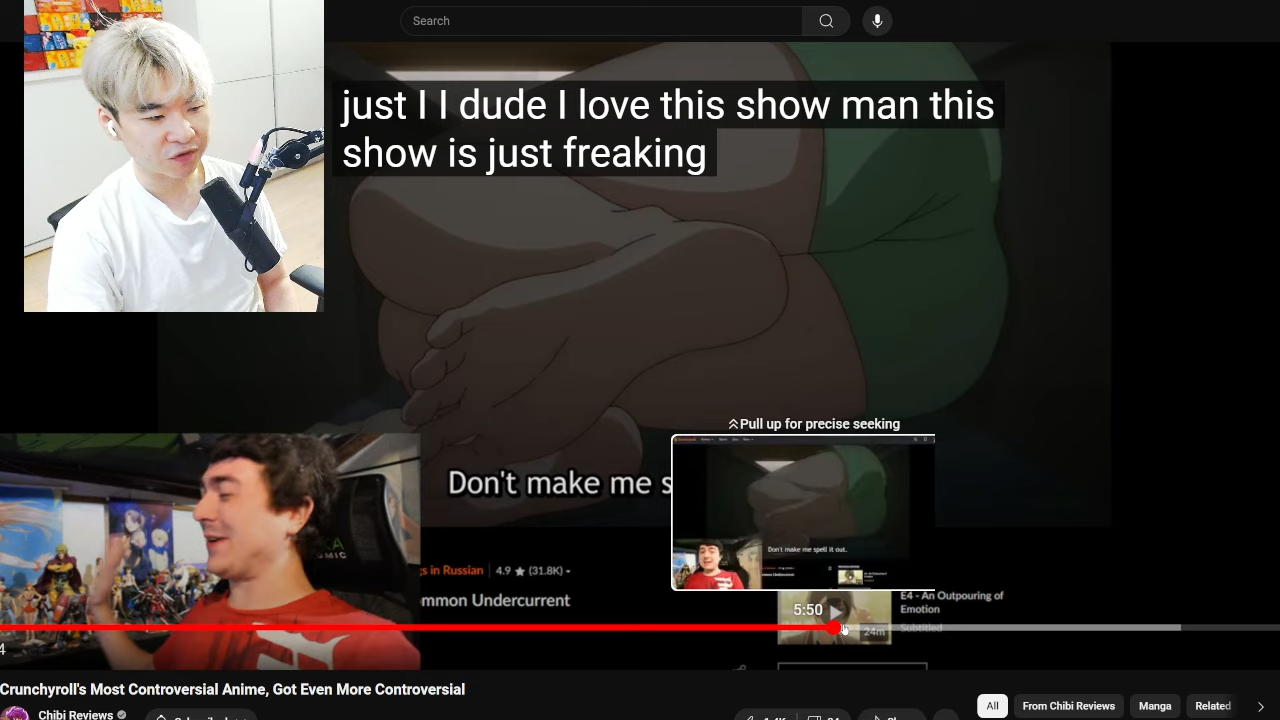 Search
just I I dude I love this show man this
show is just freaking
Pull up for precise seeking
Don't make me s
Don't make me spell it out.
s in Russian 4.9 ★ (31.8K)
mmon Undercurrent
E4 - An Outpouring of
Emotion
Subtitled
5:50
24m
4
Crunchyroll's Most Controversial Anime, Got Even More Controversial
Chibi Reviews
All From Chibi Reviews Manga Related